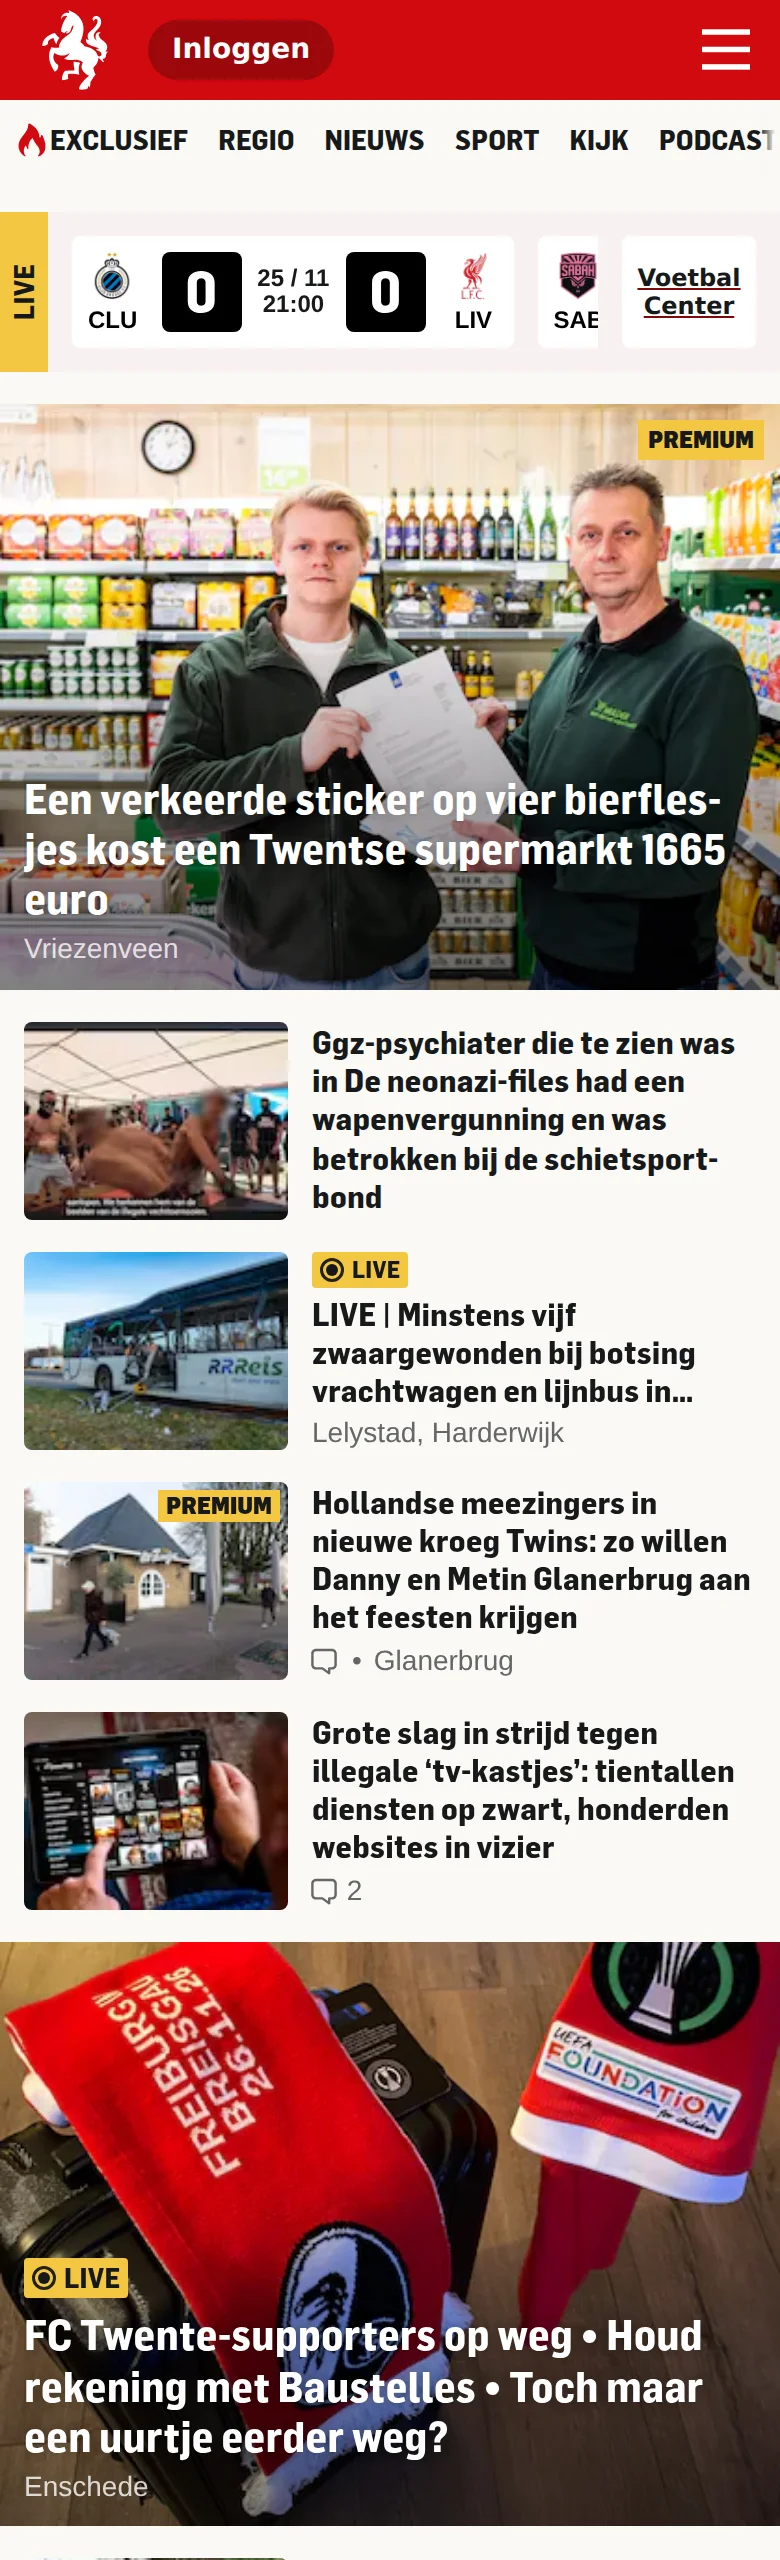 Inloggen
EXCLUSIEF REGIO NIEUWS SPORT KIJK PODCAST
LIVE
CLU
0
25 / 11
21:00
0
L.F.C.
LIV
SABAH
SAB
Voetbal
Center
PREMIUM
Een verkeerde sticker op vier bierfles-
jes kost een Twentse supermarkt 1665
euro
Vriezenveen
Ggz-psychiater die te zien was
in De neonazi-files had een
wapenvergunning en was
betrokken bij de schietsport-
bond
RRReis
LIVE
LIVE | Minstens vijf
zwaargewonden bij botsing
vrachtwagen en lijnbus in...
Lelystad, Harderwijk
PREMIUM
Hollandse meezingers in
nieuwe kroeg Twins: zo willen
Danny en Metin Glanerbrug aan
het feesten krijgen
• Glanerbrug
Grote slag in strijd tegen
illegale ‘tv-kastjes’: tientallen
diensten op zwart, honderden
websites in vizier
2
FREIBURG
BREISGAU
26.11.26
UEFA
FOUNDATION
for children
LIVE
FC Twente-supporters op weg • Houd
rekening met Baustelles • Toch maar
een uurtje eerder weg?
Enschede